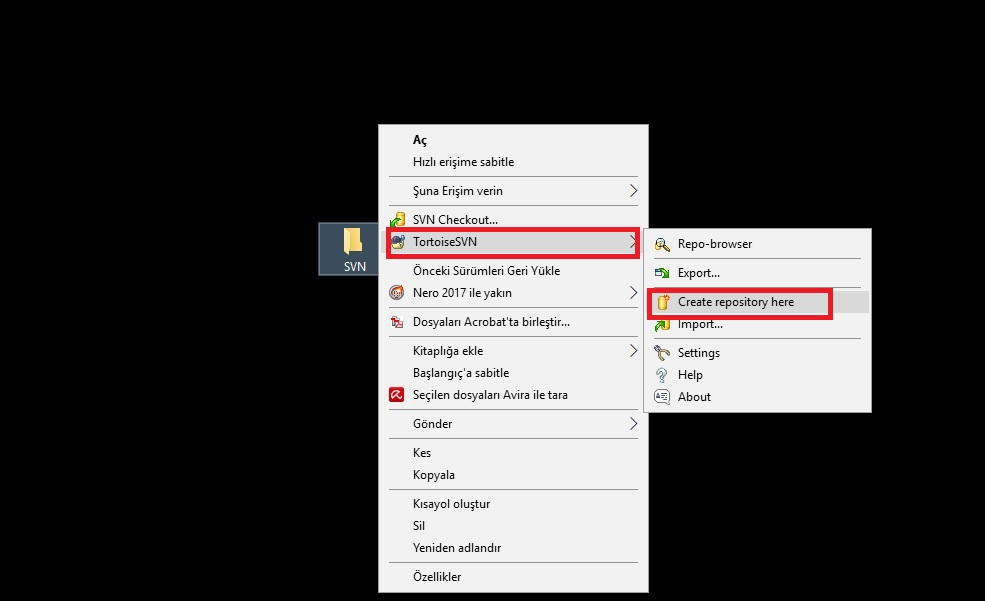 SVN
Aç
Hızlı erişime sabitle
Şuna Erişim verin
SVN Checkout...
TortoiseSVN
Önceki Sürümleri Geri Yükle
Nero 2017 ile yakın
Dosyaları Acrobat'ta birleştir...
Kitaplığa ekle
Başlangıç'a sabitle
Seçilen dosyaları Avira ile tara
Gönder
Kes
Kopyala
Kısayol oluştur
Sil
Yeniden adlandır
Özellikler
Repo-browser
Export...
Create repository here
Import...
Settings
Help
About